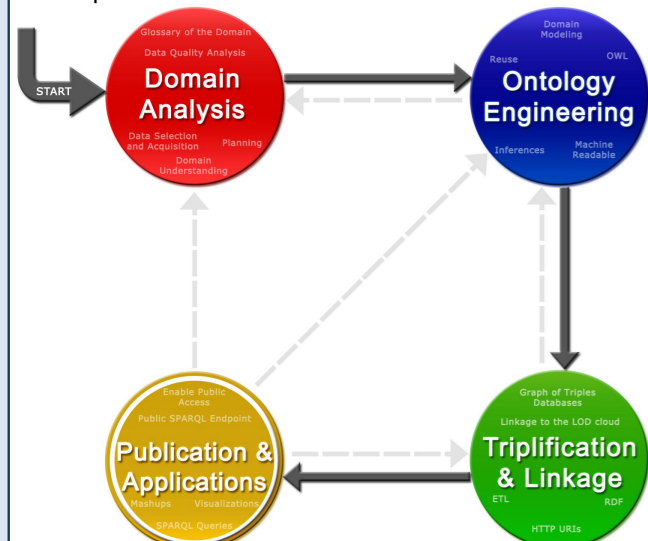 START
Glossary of the Domain
Data Quality Analysis
Domain
Analysis
Data Selection
and Acquisition
Planning
Domain
Understanding
Domain
Modeling
Reuse
OWL
Ontology
Engineering
Inferences
Machine
Readable
Enable Public
Access
Public SPARQL Endpoint
Publication &
Applications
Mashups
Visualizations
SPARQL Queries
Graph of Triples
Databases
Linkage to the LOD cloud
Triplification
& Linkage
ETL
RDF
HTTP URIs